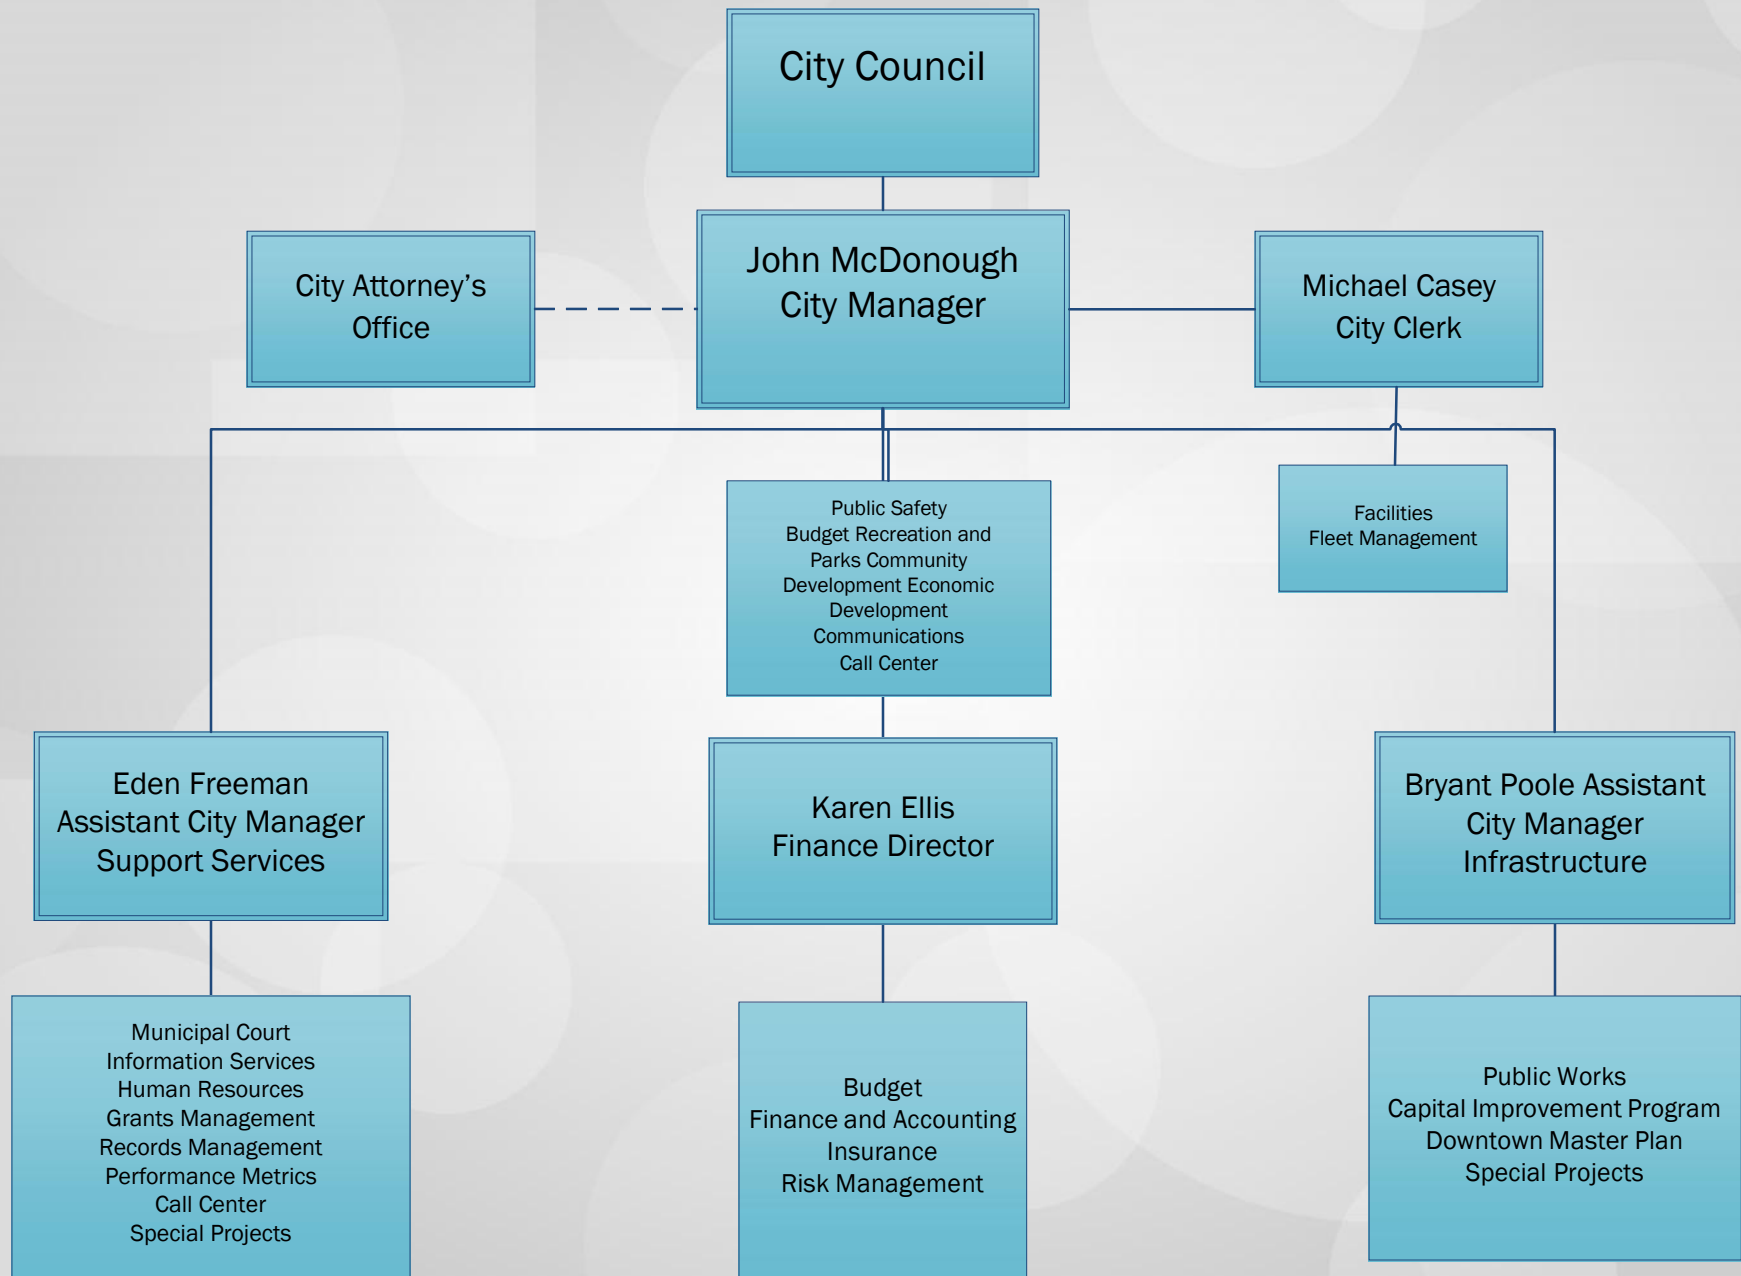 City Council
John McDonough
City Manager
City Attorney’s
Office
Michael Casey
City Clerk
Public Safety
Budget Recreation and
Parks Community
Development Economic
Development
Communications
Call Center
Facilities
Fleet Management
Eden Freeman
Assistant City Manager
Support Services
Karen Ellis
Finance Director
Bryant Poole Assistant
City Manager
Infrastructure
Municipal Court
Information Services
Human Resources
Grants Management
Records Management
Performance Metrics
Call Center
Special Projects
Budget
Finance and Accounting
Insurance
Risk Management
Public Works
Capital Improvement Program
Downtown Master Plan
Special Projects